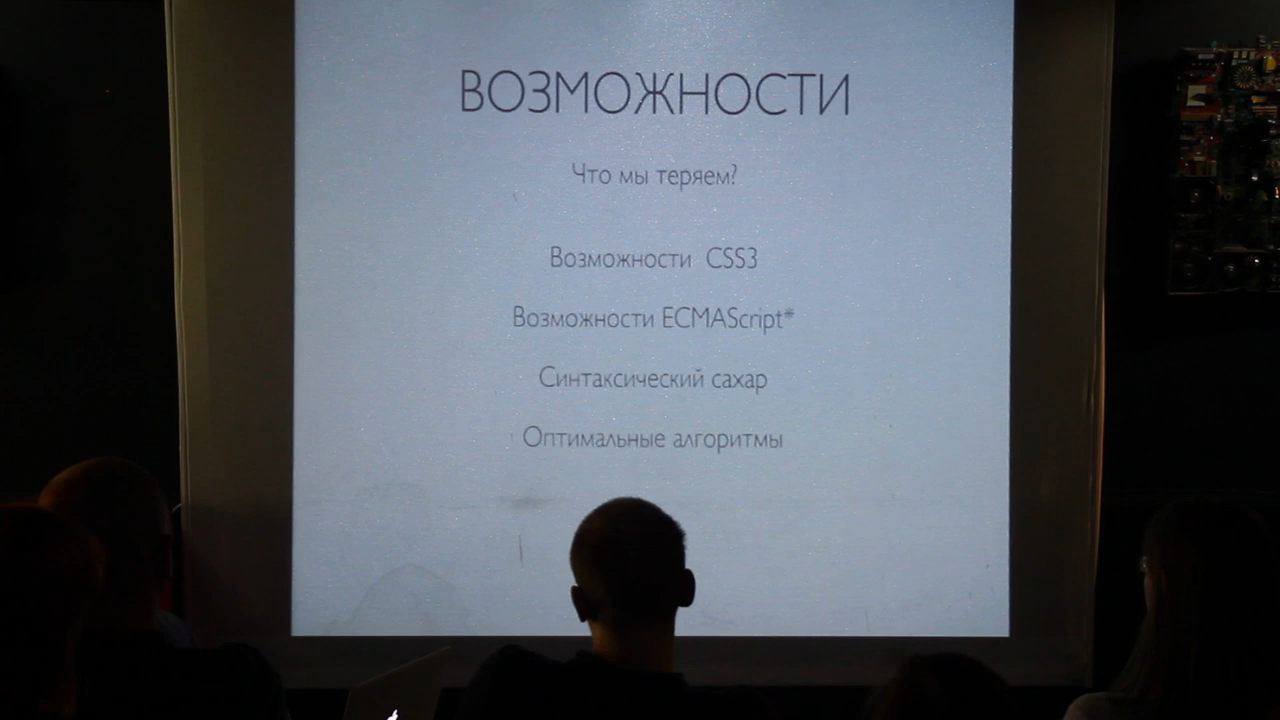 ВОЗМОЖНОСТИ
Что мы теряем?
Возможности CSS3
Возможности ECMAScript*
Синтаксический сахар
Оптимальные алгоритмы